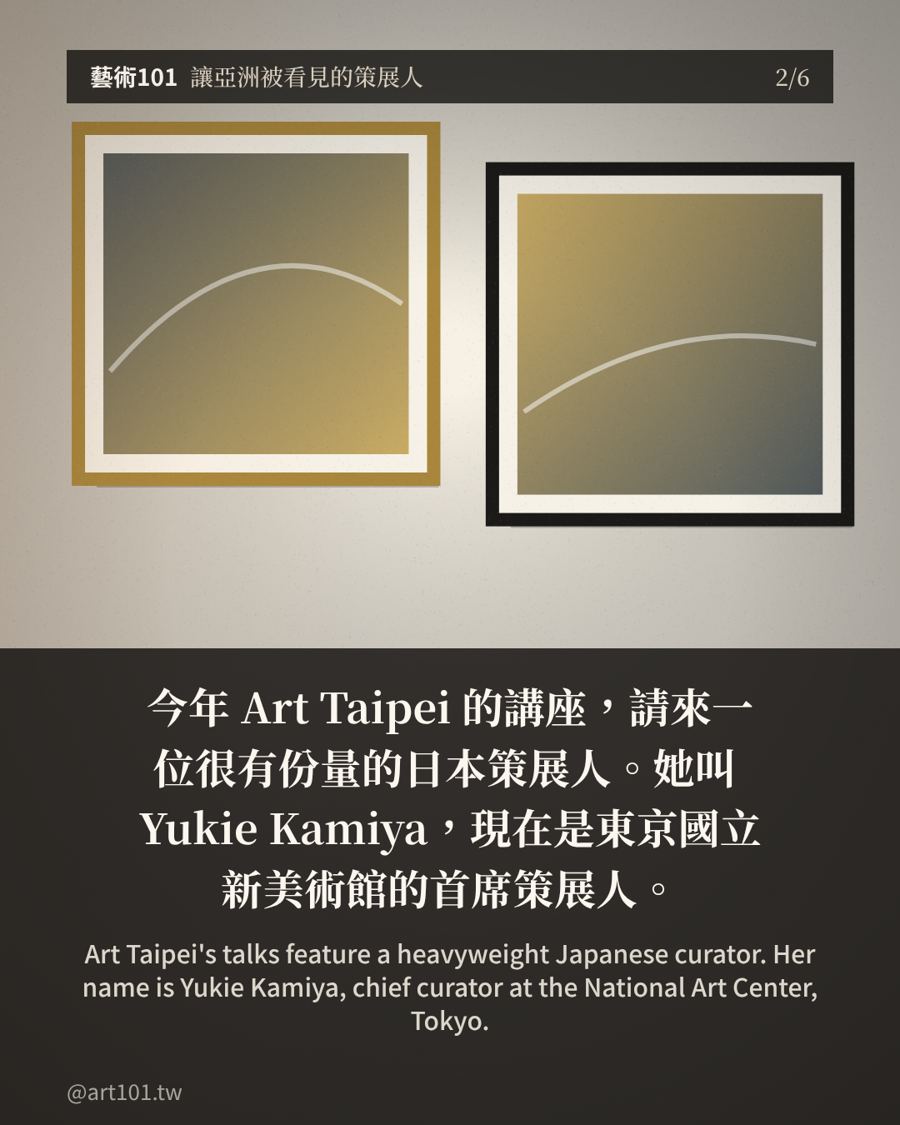 藝術101 讓亞洲被看見的策展人 2/6
今年 Art Taipei 的講座，請來一
位很有份量的日本策展人。她叫
Yukie Kamiya，現在是東京國立
新美術館的首席策展人。
Art Taipei's talks feature a heavyweight Japanese curator. Her
name is Yukie Kamiya, chief curator at the National Art Center,
Tokyo.
@art101.tw